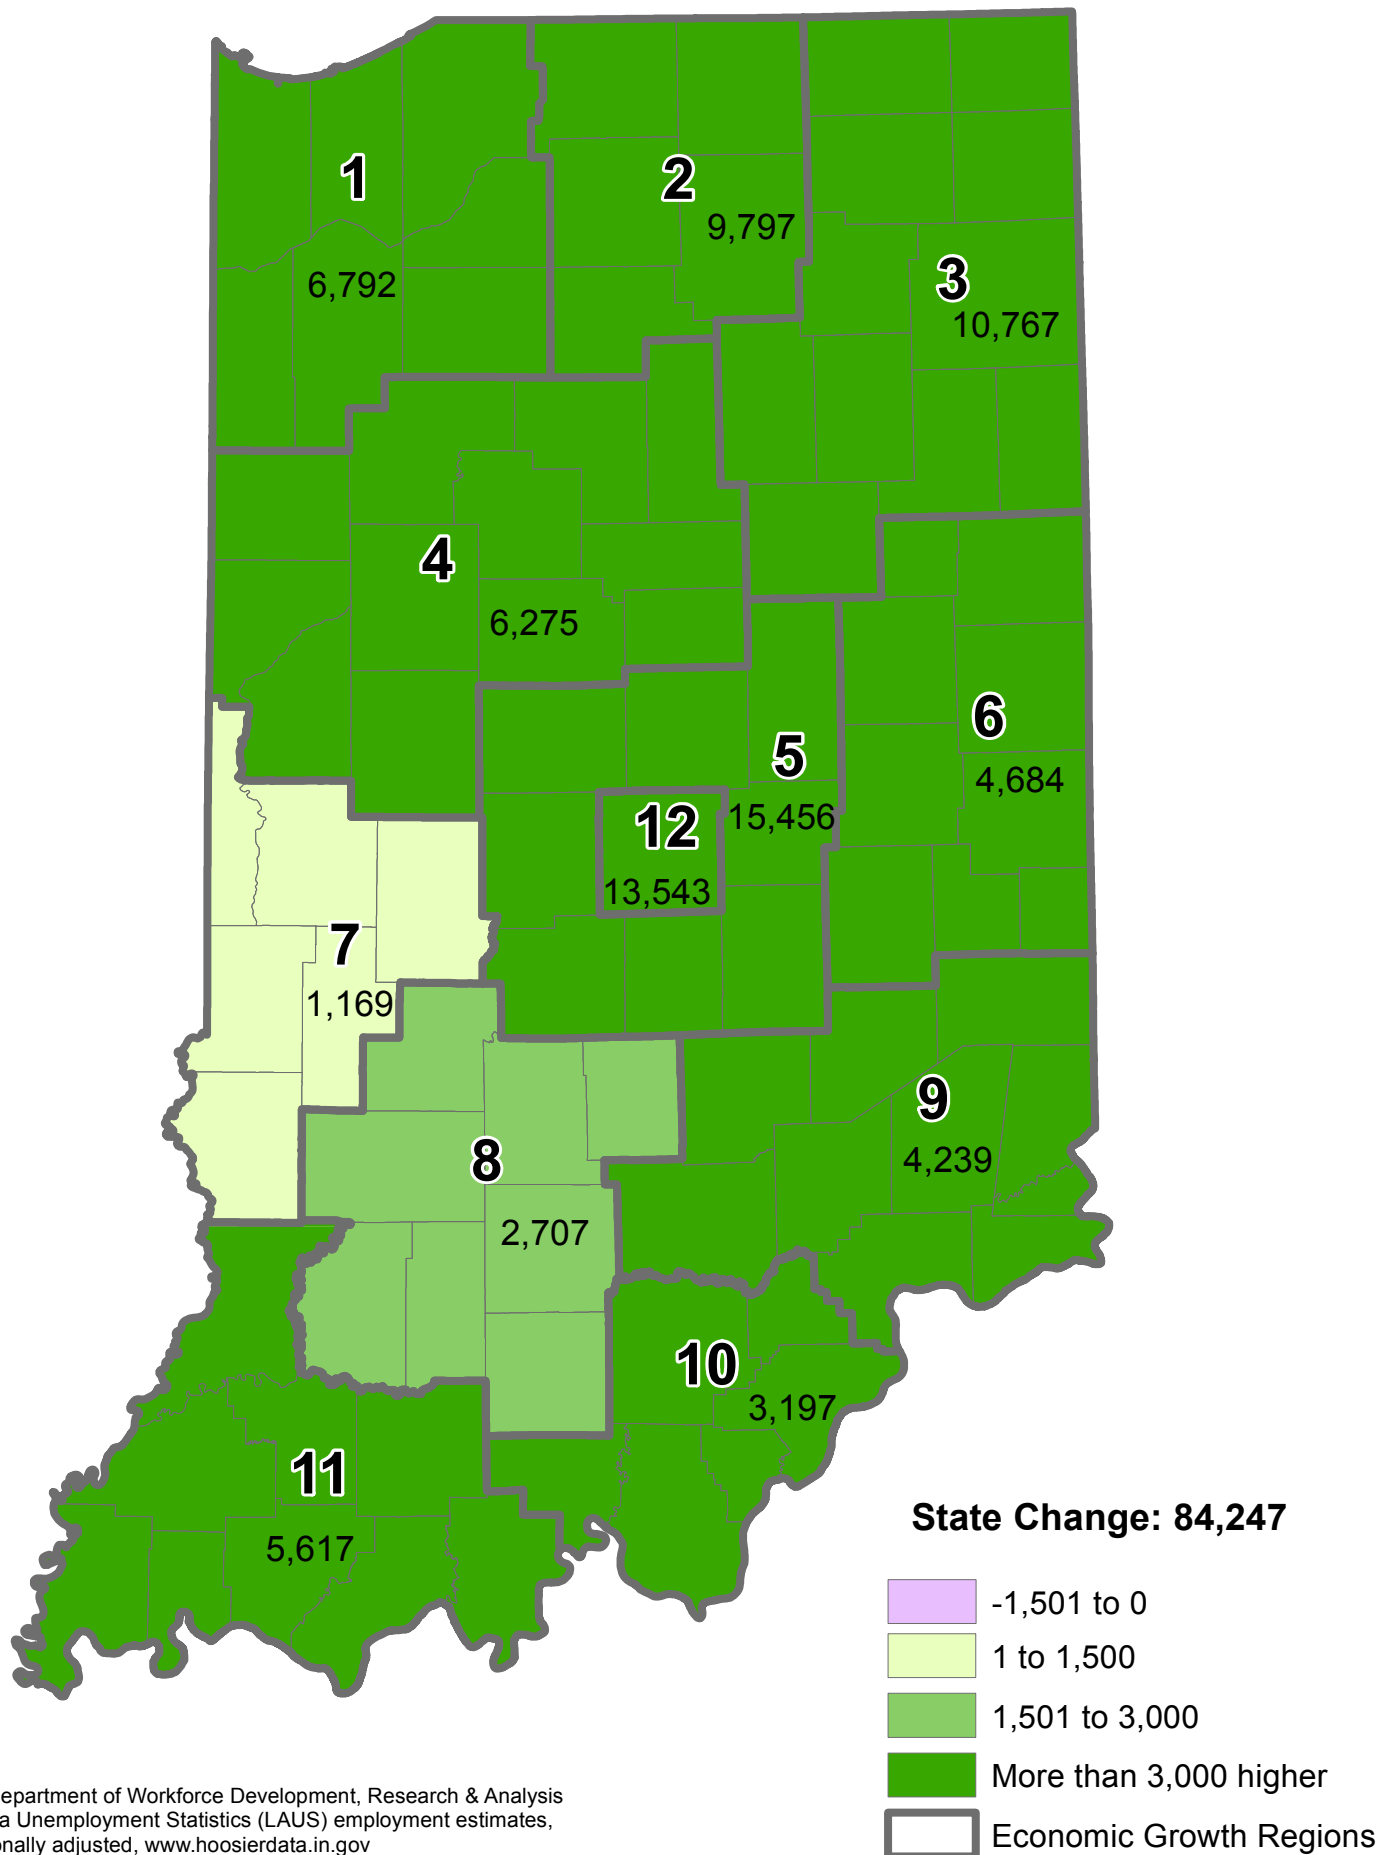 1
2
9,797
3
6,792
10,767
4
6,275
6
5
4,684
12
15,456
13,543
7
1,169
9
8
4,239
2,707
10
3,197
11
5,617
State Change: 84,247
-1,501 to 0
1 to 1,500
1,501 to 3,000
More than 3,000 higher
Economic Growth Regions
epartment of Workforce Development, Research & Analysis
a Unemployment Statistics (LAUS) employment estimates,
onally adjusted, www.hoosierdata.in.gov